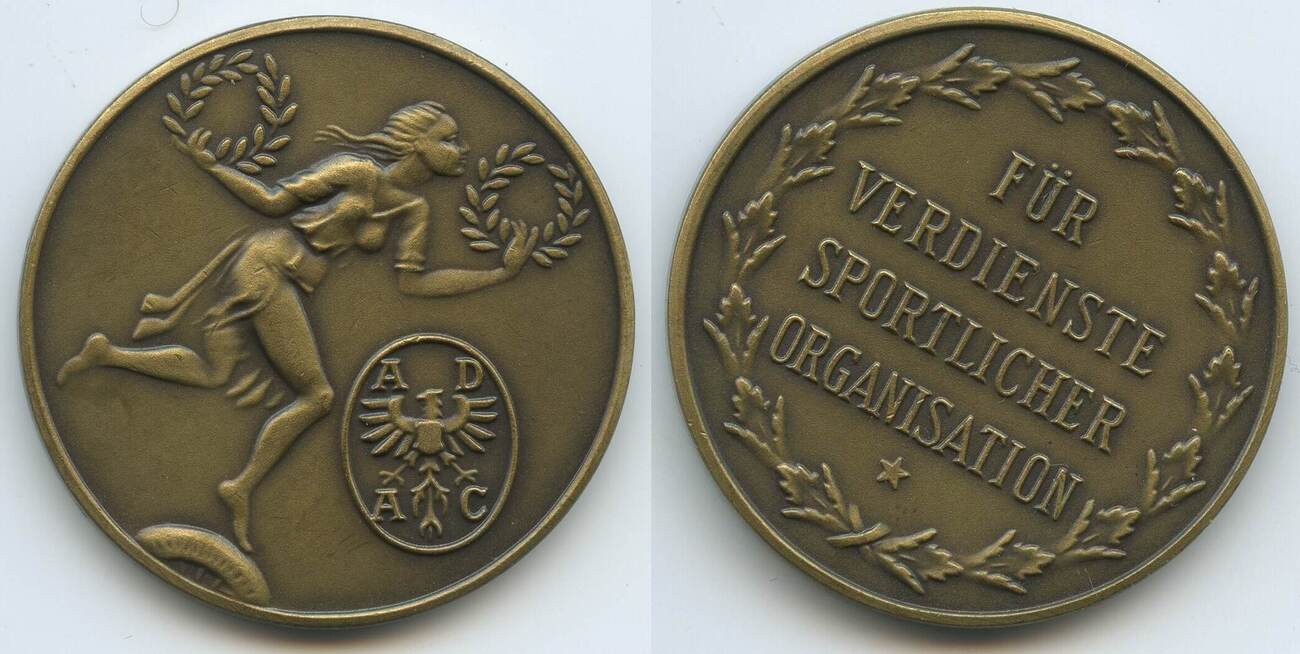 A D
A C
FÜR
VERDIENSTE
SPORTLICHER
ORGANISATION